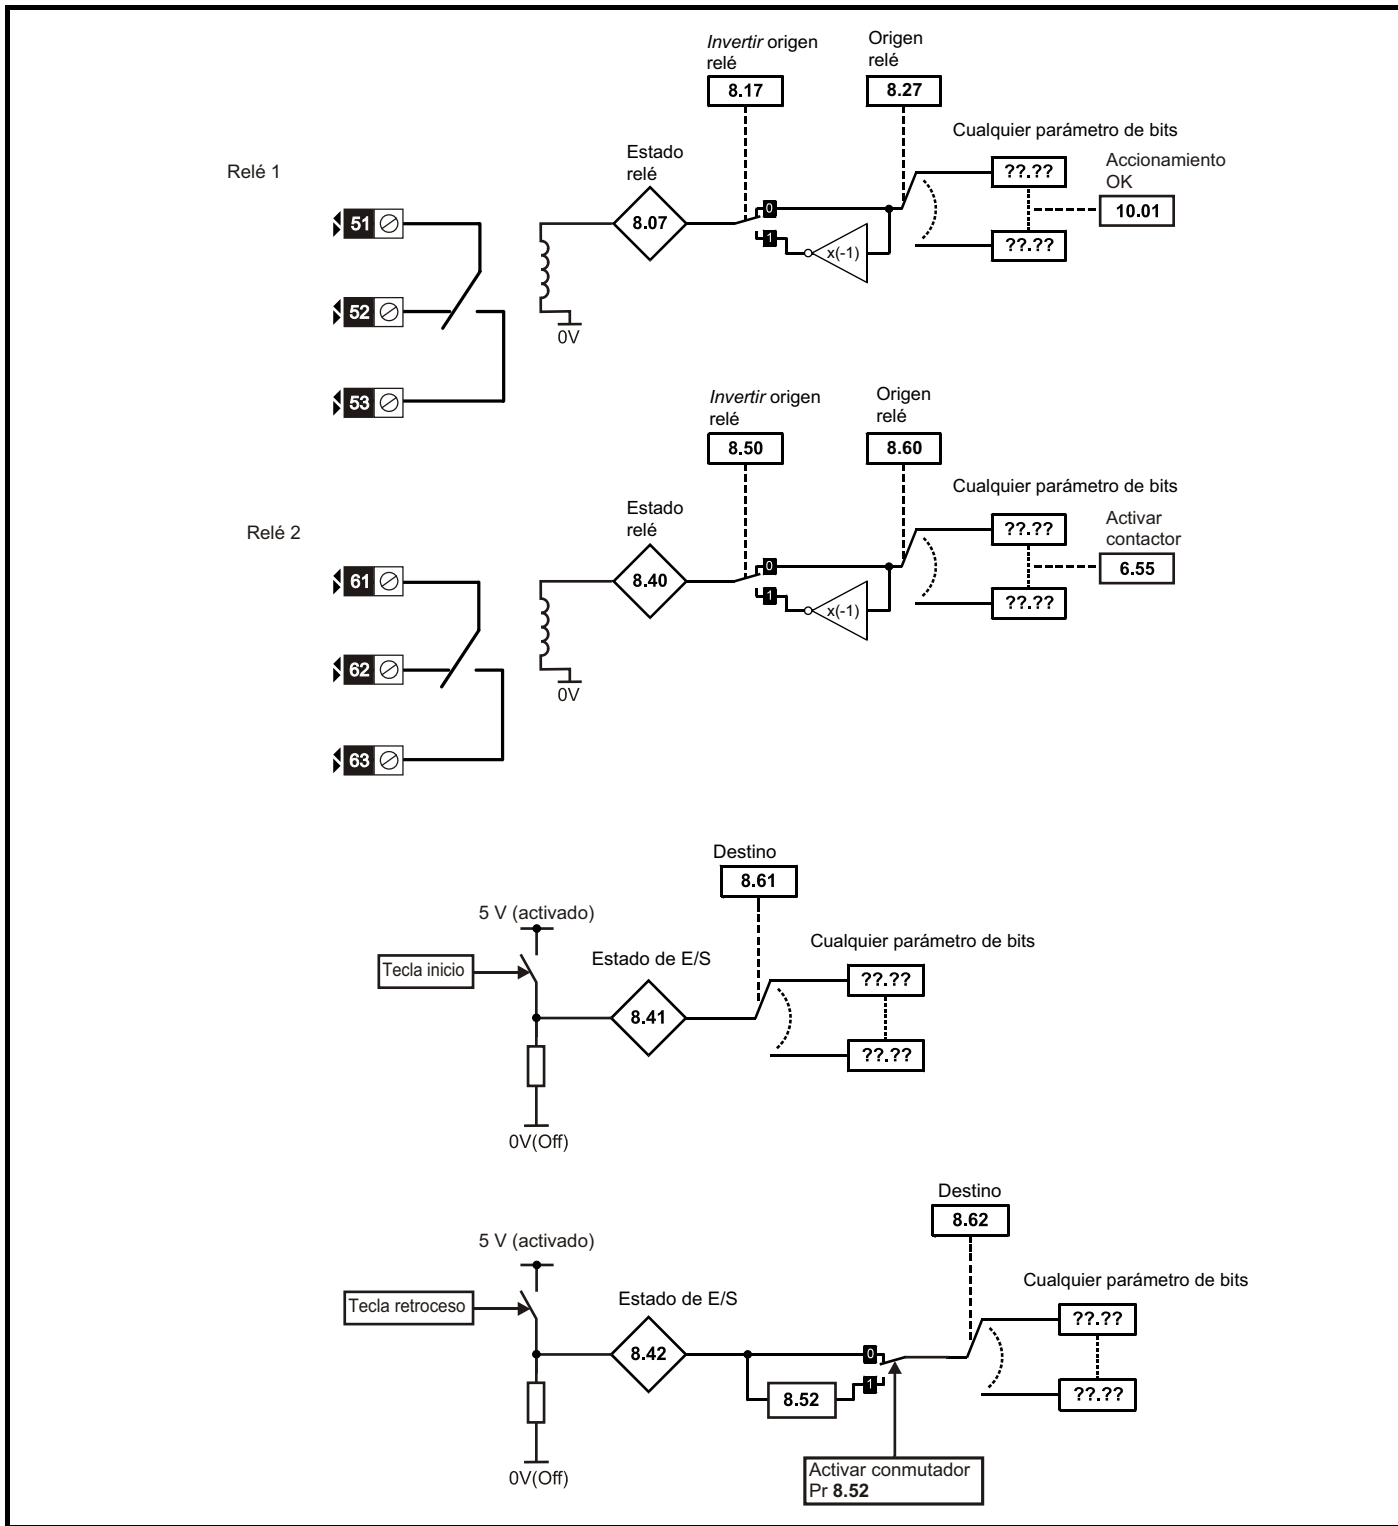 Invertir origen
relé
8.17
Origen
relé
8.27
Cualquier parámetro de bits
Relé 1
Estado
relé
8.07
??.??
Accionamiento
OK
10.01
51
0
1
x(-1)
??.??
52
0V
53
Invertir origen
relé
8.50
Origen
relé
8.60
Cualquier parámetro de bits
Relé 2
Estado
relé
8.40
??.??
Activar
contactor
6.55
61
0
1
x(-1)
??.??
62
0V
63
Destino
8.61
5 V (activado)
Cualquier parámetro de bits
Tecla inicio
Estado de E/S
??.??
8.41
??.??
0V(Off)
Destino
8.62
5 V (activado)
Cualquier parámetro de bits
Tecla retroceso
Estado de E/S
??.??
8.42
0
1
8.52
??.??
0V(Off)
Activar conmutador
Pr 8.52